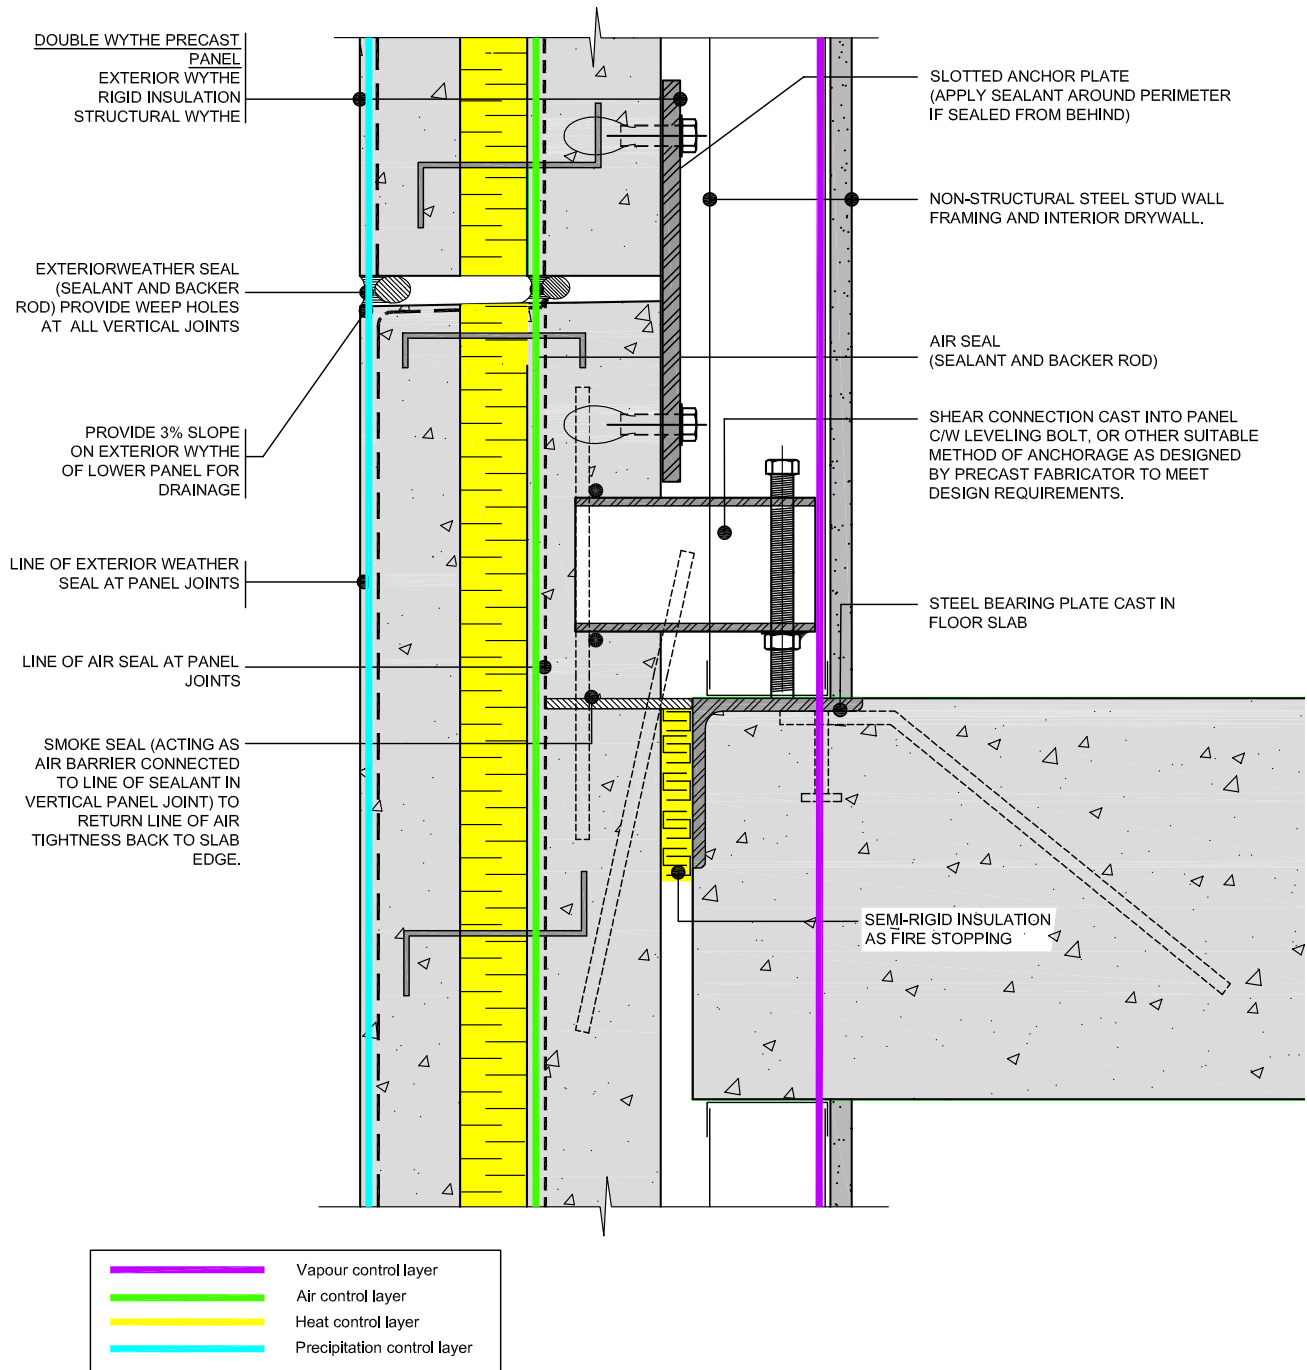 DOUBLE WYTHE PRECAST
PANEL
EXTERIOR WYTHE
RIGID INSULATION
STRUCTURAL WYTHE
EXTERIORWEATHER SEAL
(SEALANT AND BACKER
ROD) PROVIDE WEEP HOLES
AT ALL VERTICAL JOINTS
PROVIDE 3% SLOPE
ON EXTERIOR WYTHE
OF LOWER PANEL FOR
DRAINAGE
LINE OF EXTERIOR WEATHER
SEAL AT PANEL JOINTS
LINE OF AIR SEAL AT PANEL
JOINTS
SMOKE SEAL (ACTING AS
AIR BARRIER CONNECTED
TO LINE OF SEALANT IN
VERTICAL PANEL JOINT) TO
RETURN LINE OF AIR
TIGHTNESS BACK TO SLAB
EDGE.
SLOTTED ANCHOR PLATE
(APPLY SEALANT AROUND PERIMETER
IF SEALED FROM BEHIND)
NON-STRUCTURAL STEEL STUD WALL
FRAMING AND INTERIOR DRYWALL.
AIR SEAL
(SEALANT AND BACKER ROD)
SHEAR CONNECTION CAST INTO PANEL
C/W LEVELING BOLT, OR OTHER SUITABLE
METHOD OF ANCHORAGE AS DESIGNED
BY PRECAST FABRICATOR TO MEET
DESIGN REQUIREMENTS.
STEEL BEARING PLATE CAST IN
FLOOR SLAB
SEMI-RIGID INSULATION
AS FIRE STOPPING
Vapour control layer
Air control layer
Heat control layer
Precipitation control layer